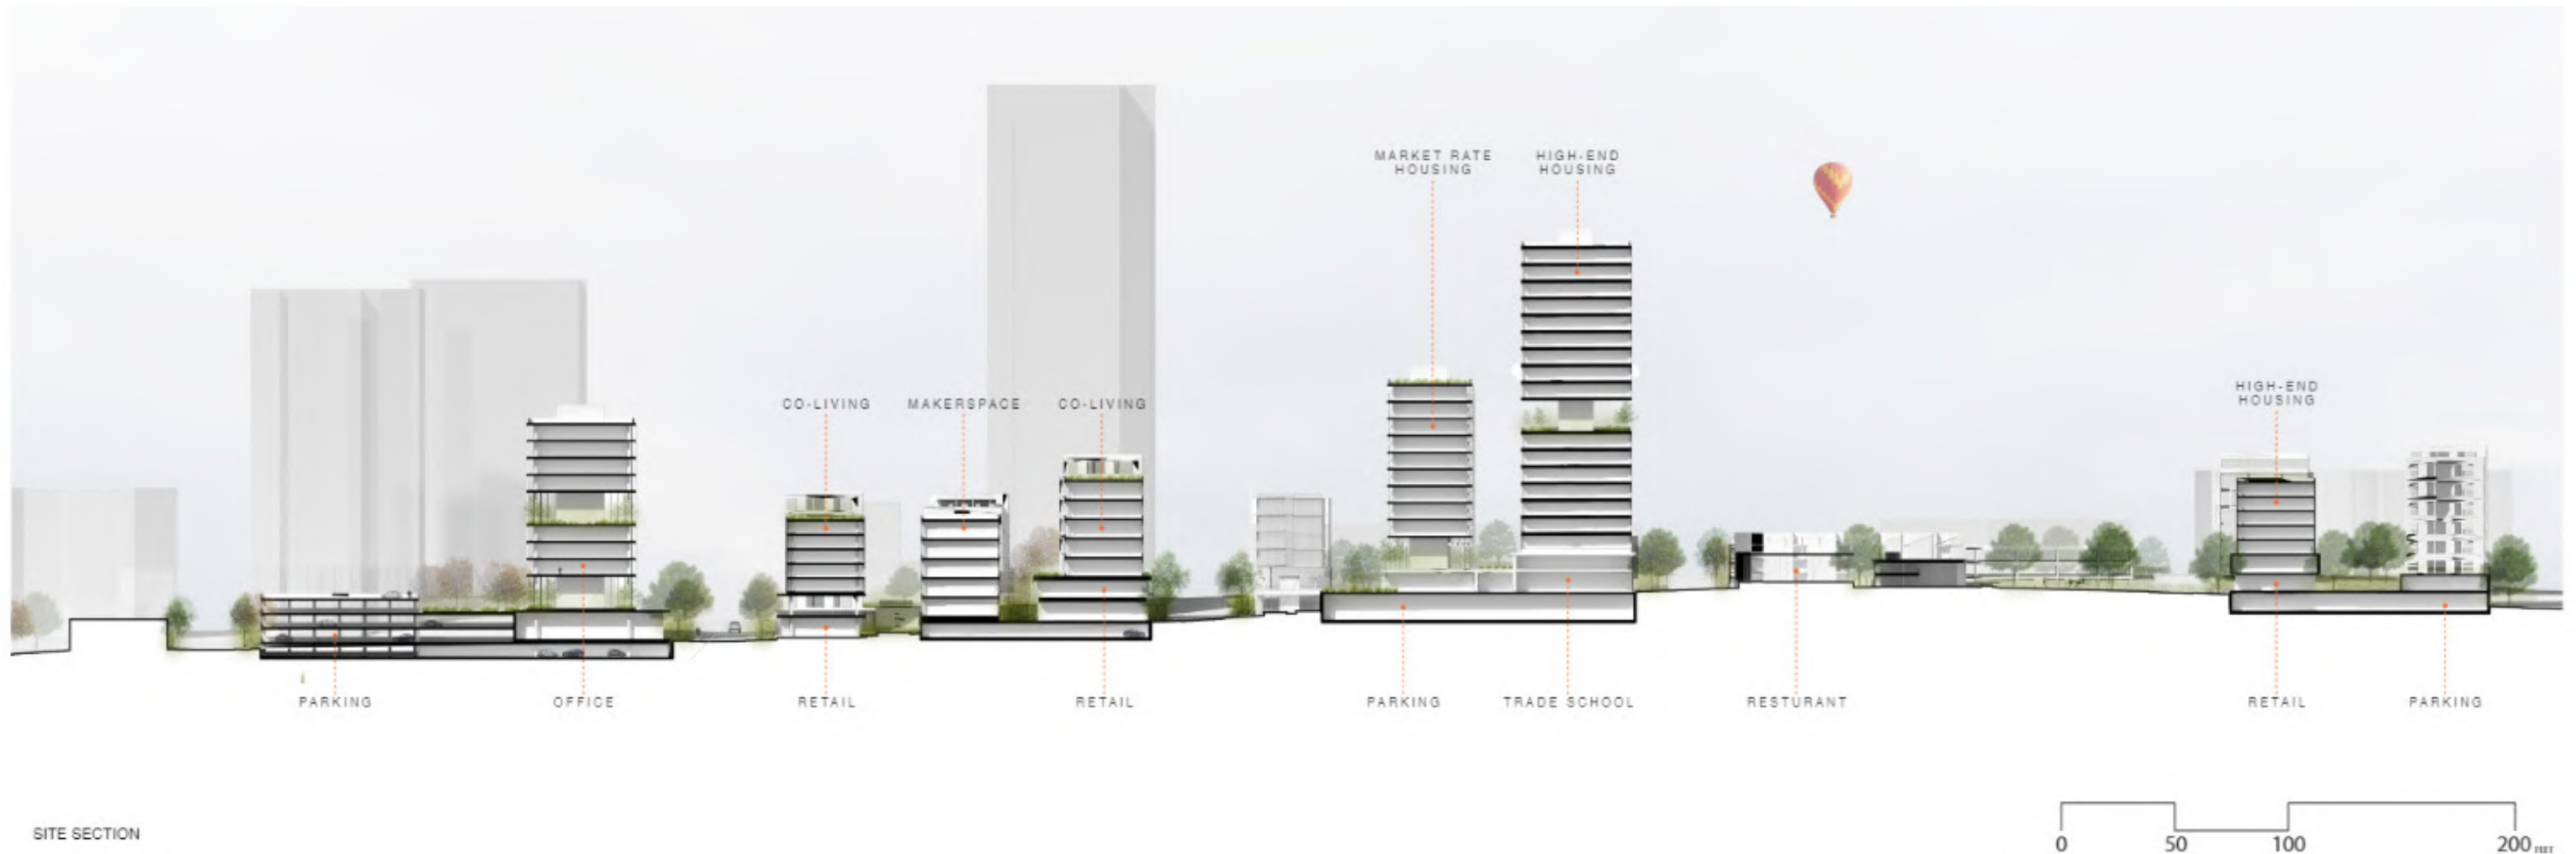 MARKET RATE
HOUSING
HIGH-END
HOUSING
HIGH-END
HOUSING
CO-LIVING
MAKERSPACE
CO-LIVING
PARKING
OFFICE
RETAIL
RETAIL
PARKING
TRADE SCHOOL
RESTURANT
RETAIL
PARKING
SITE SECTION
0 50 100 200 FEET